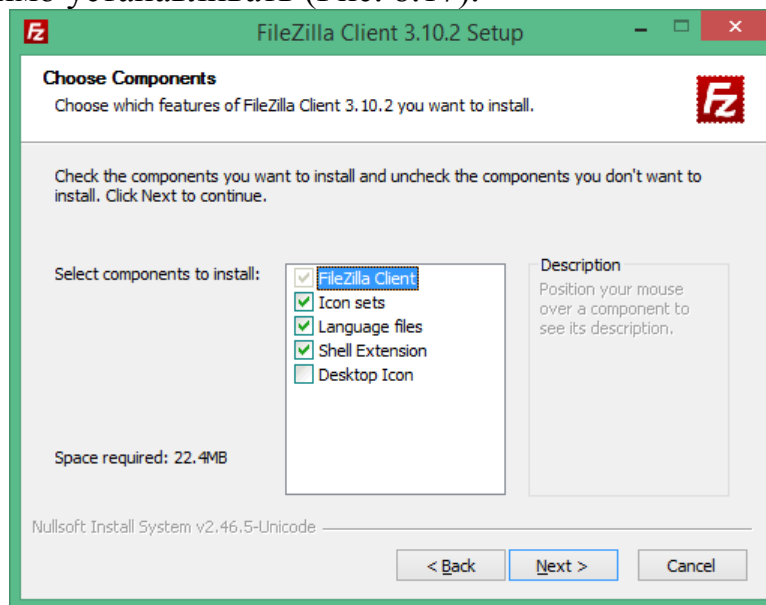 FileZilla Client 3.10.2 Setup
Choose Components
Choose which features of FileZilla Client 3.10.2 you want to install.
Check the components you want to install and uncheck the components you don't want to
install. Click Next to continue.
Select components to install:
FileZilla Client
Icon sets
Language files
Shell Extension
Desktop Icon
Description
Position your mouse
over a component to
see its description.
Space required: 22.4MB
Nullsoft Install System v2.46.5-Unicode
< Back
Next >
Cancel